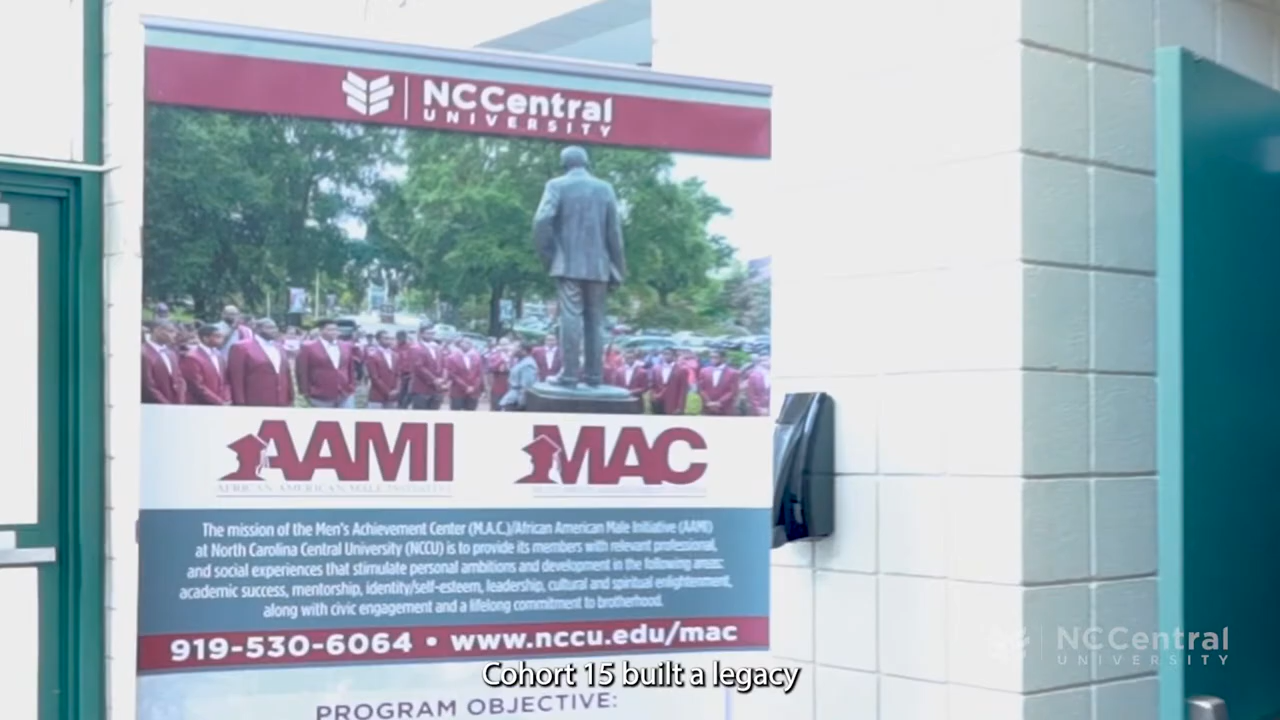 NCCentral
UNIVERSITY
AAMI
AFRICAN AMERICAN MALE INITIATIVE
MAC
The mission of the Men's Achievement Center (M.A.C.)/African American Male Initiative (AAMI)
at North Carolina Central University (NCCU) is to provide its members with relevant professional,
and social experiences that stimulate personal ambitions and development in the following areas:
academic success, mentorship, identity/self-esteem, leadership, cultural and spiritual enlightenment,
along with civic engagement and a lifelong commitment to brotherhood.
919-530-6064 • www.nccu.edu/mac
PROGRAM OBJECTIVE:
Cohort 15 built a legacy
NCCentral
UNIVERSITY